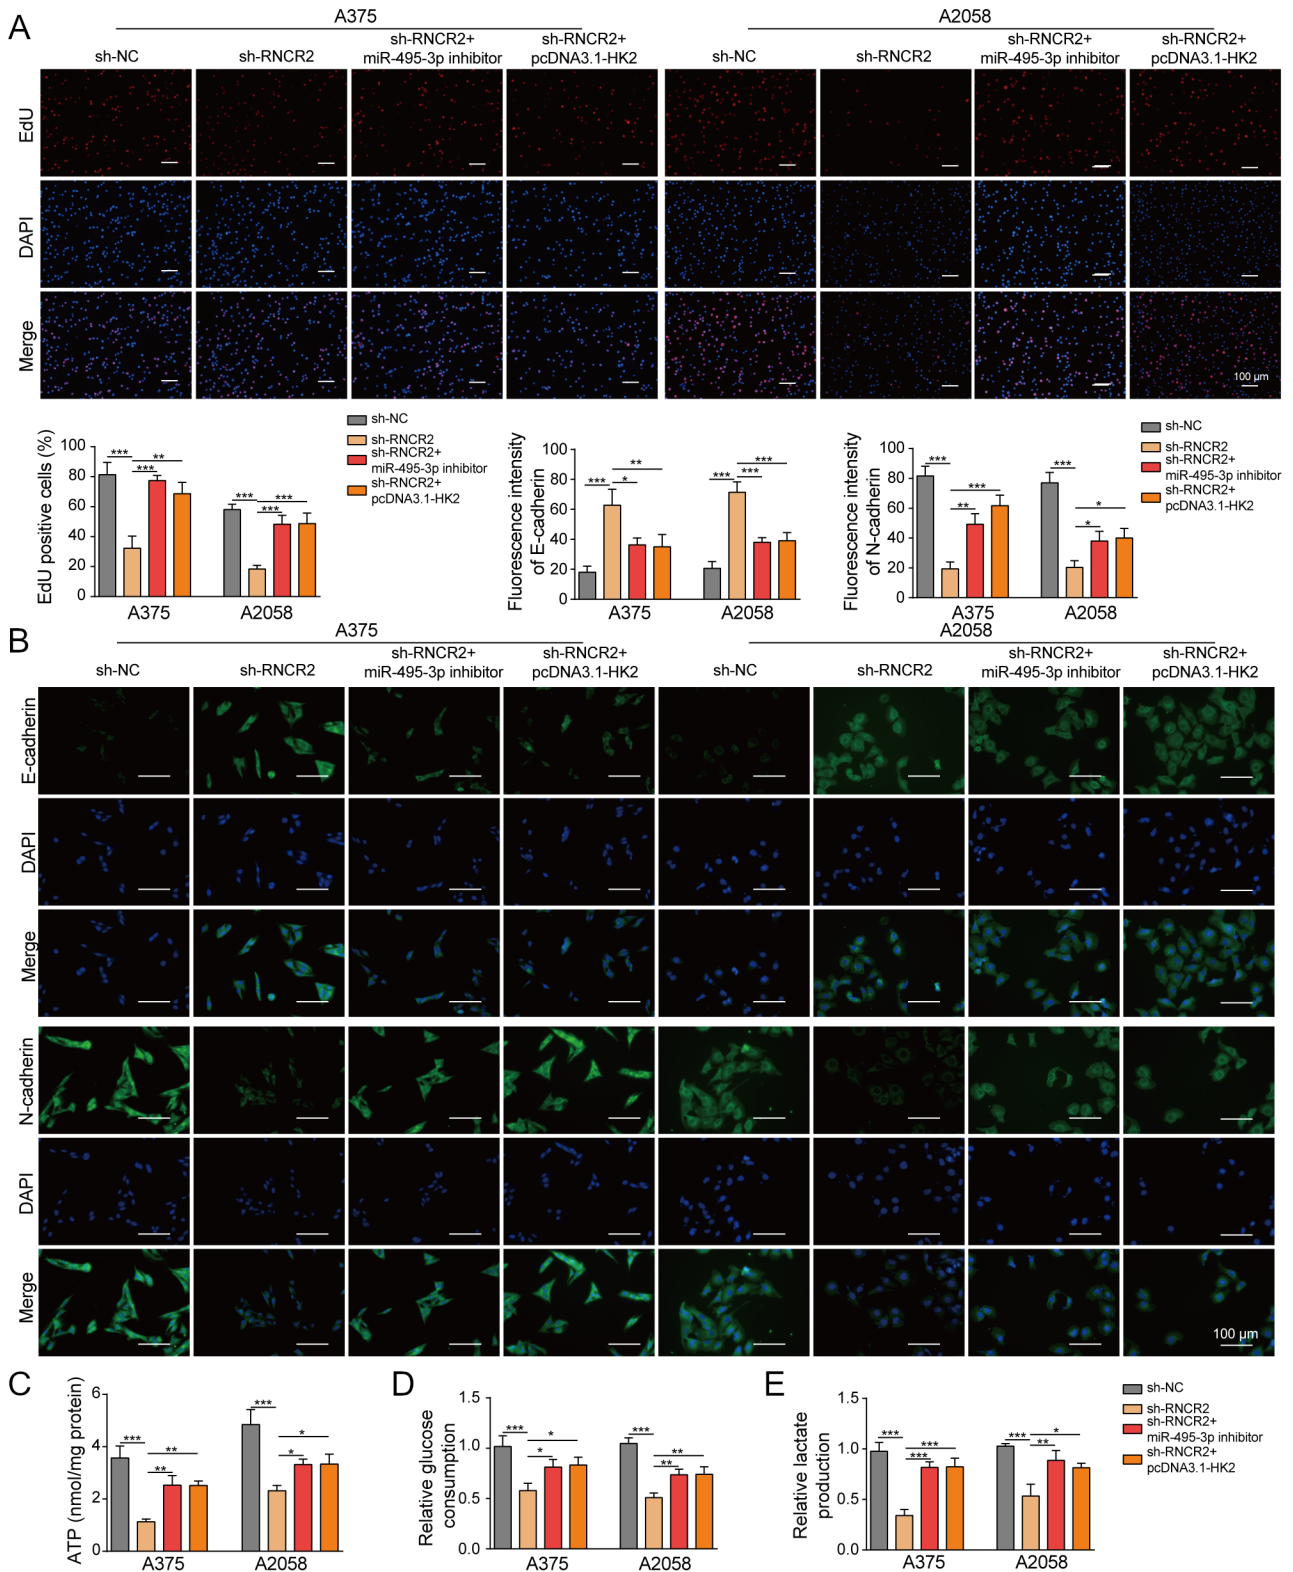 A
A375
A2058
sh-NC
sh-RNCR2
sh-RNCR2+
miR-495-3p inhibitor
sh-RNCR2+
pcDNA3.1-HK2
sh-NC
sh-RNCR2
sh-RNCR2+
miR-495-3p inhibitor
sh-RNCR2+
pcDNA3.1-HK2
EdU
DAPI
Merge
100 μm
EdU positive cells (%)
100
80
60
40
20
0
***
***
**
***
***
***
A375
A2058
sh-NC
sh-RNCR2
sh-RNCR2+
miR-495-3p inhibitor
sh-RNCR2+
pcDNA3.1-HK2
Fluorescence intensity
of E-cadherin
100
80
60
40
20
0
***
*
**
***
***
***
A375
A2058
Fluorescence intensity
of N-cadherin
100
80
60
40
20
0
***
**
***
***
*
*
A375
A2058
sh-NC
sh-RNCR2
sh-RNCR2+
miR-495-3p inhibitor
sh-RNCR2+
pcDNA3.1-HK2
B
A375
A2058
sh-NC
sh-RNCR2
sh-RNCR2+
miR-495-3p inhibitor
sh-RNCR2+
pcDNA3.1-HK2
sh-NC
sh-RNCR2
sh-RNCR2+
miR-495-3p inhibitor
sh-RNCR2+
pcDNA3.1-HK2
E-cadherin
DAPI
Merge
N-cadherin
DAPI
Merge
100 μm
C
ATP (nmol/mg protein)
6
4
2
0
***
**
**
***
*
*
A375
A2058
D
Relative glucose
consumption
1.5
1.0
0.5
0.0
***
*
*
***
**
**
A375
A2058
E
Relative lactate
production
1.5
1.0
0.5
0.0
***
***
***
***
**
*
A375
A2058
sh-NC
sh-RNCR2
sh-RNCR2+
miR-495-3p inhibitor
sh-RNCR2+
pcDNA3.1-HK2